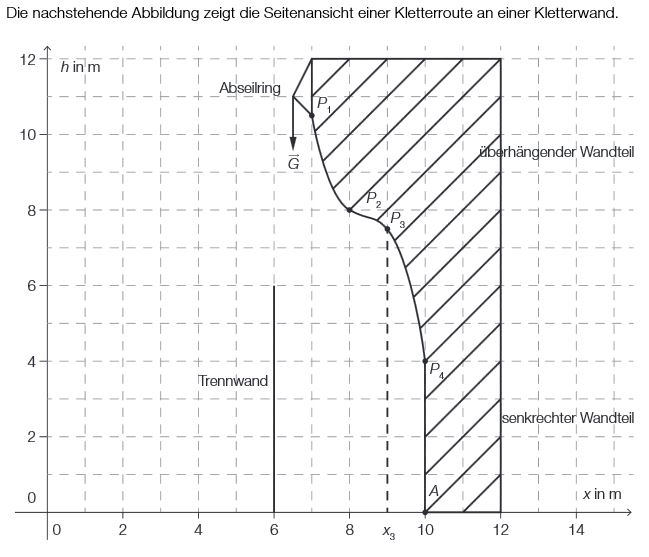 Die nachstehende Abbildung zeigt die Seitenansicht einer Kletterroute an einer Kletterwand.
12
h in m
Abseilring
P₁
10
überhängender Wandteil
G⃗
P₂
8
P₃
6
4
P₄
Trennwand
2
senkrechter Wandteil
0
A
x in m
0 2 4 6 8 x₃ 10 12 14